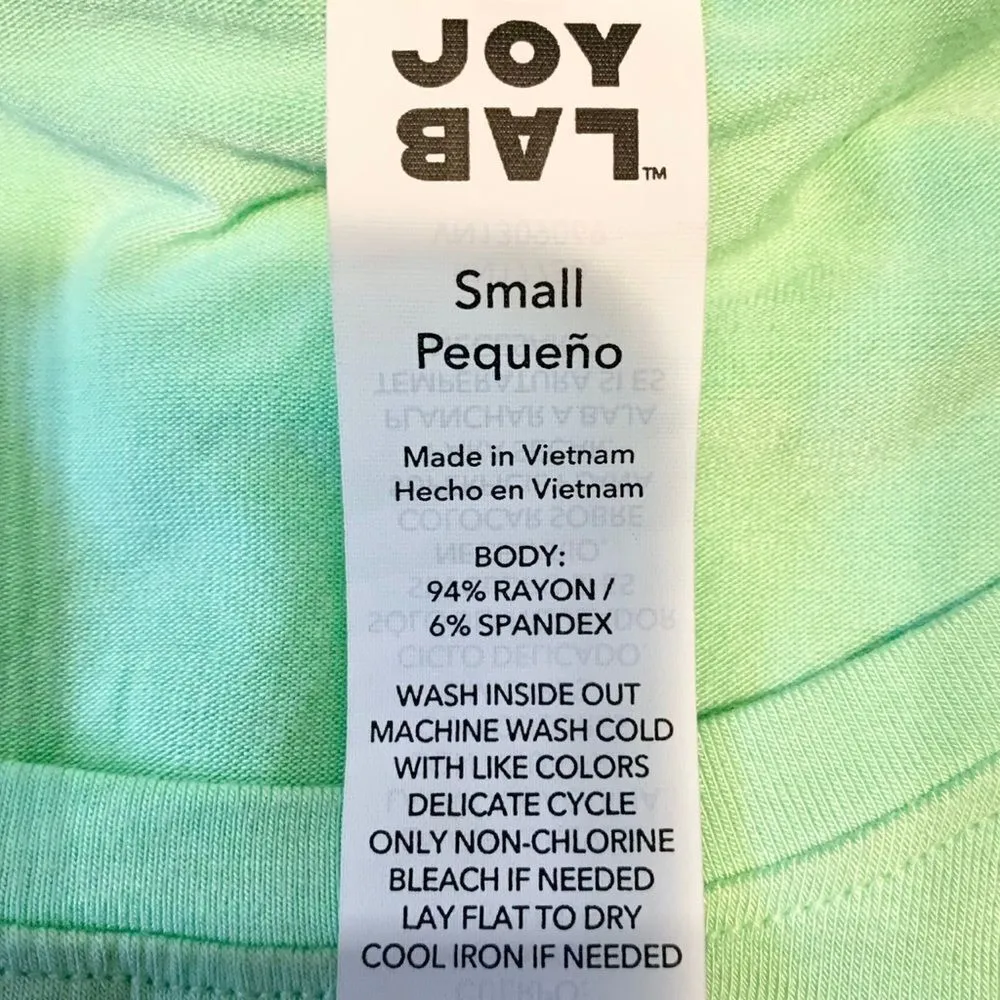 JOY
LAB™
Small
Pequeño
Made in Vietnam
Hecho en Vietnam
BODY:
94% RAYON /
6% SPANDEX
WASH INSIDE OUT
MACHINE WASH COLD
WITH LIKE COLORS
DELICATE CYCLE
ONLY NON-CHLORINE
BLEACH IF NEEDED
LAY FLAT TO DRY
COOL IRON IF NEEDED